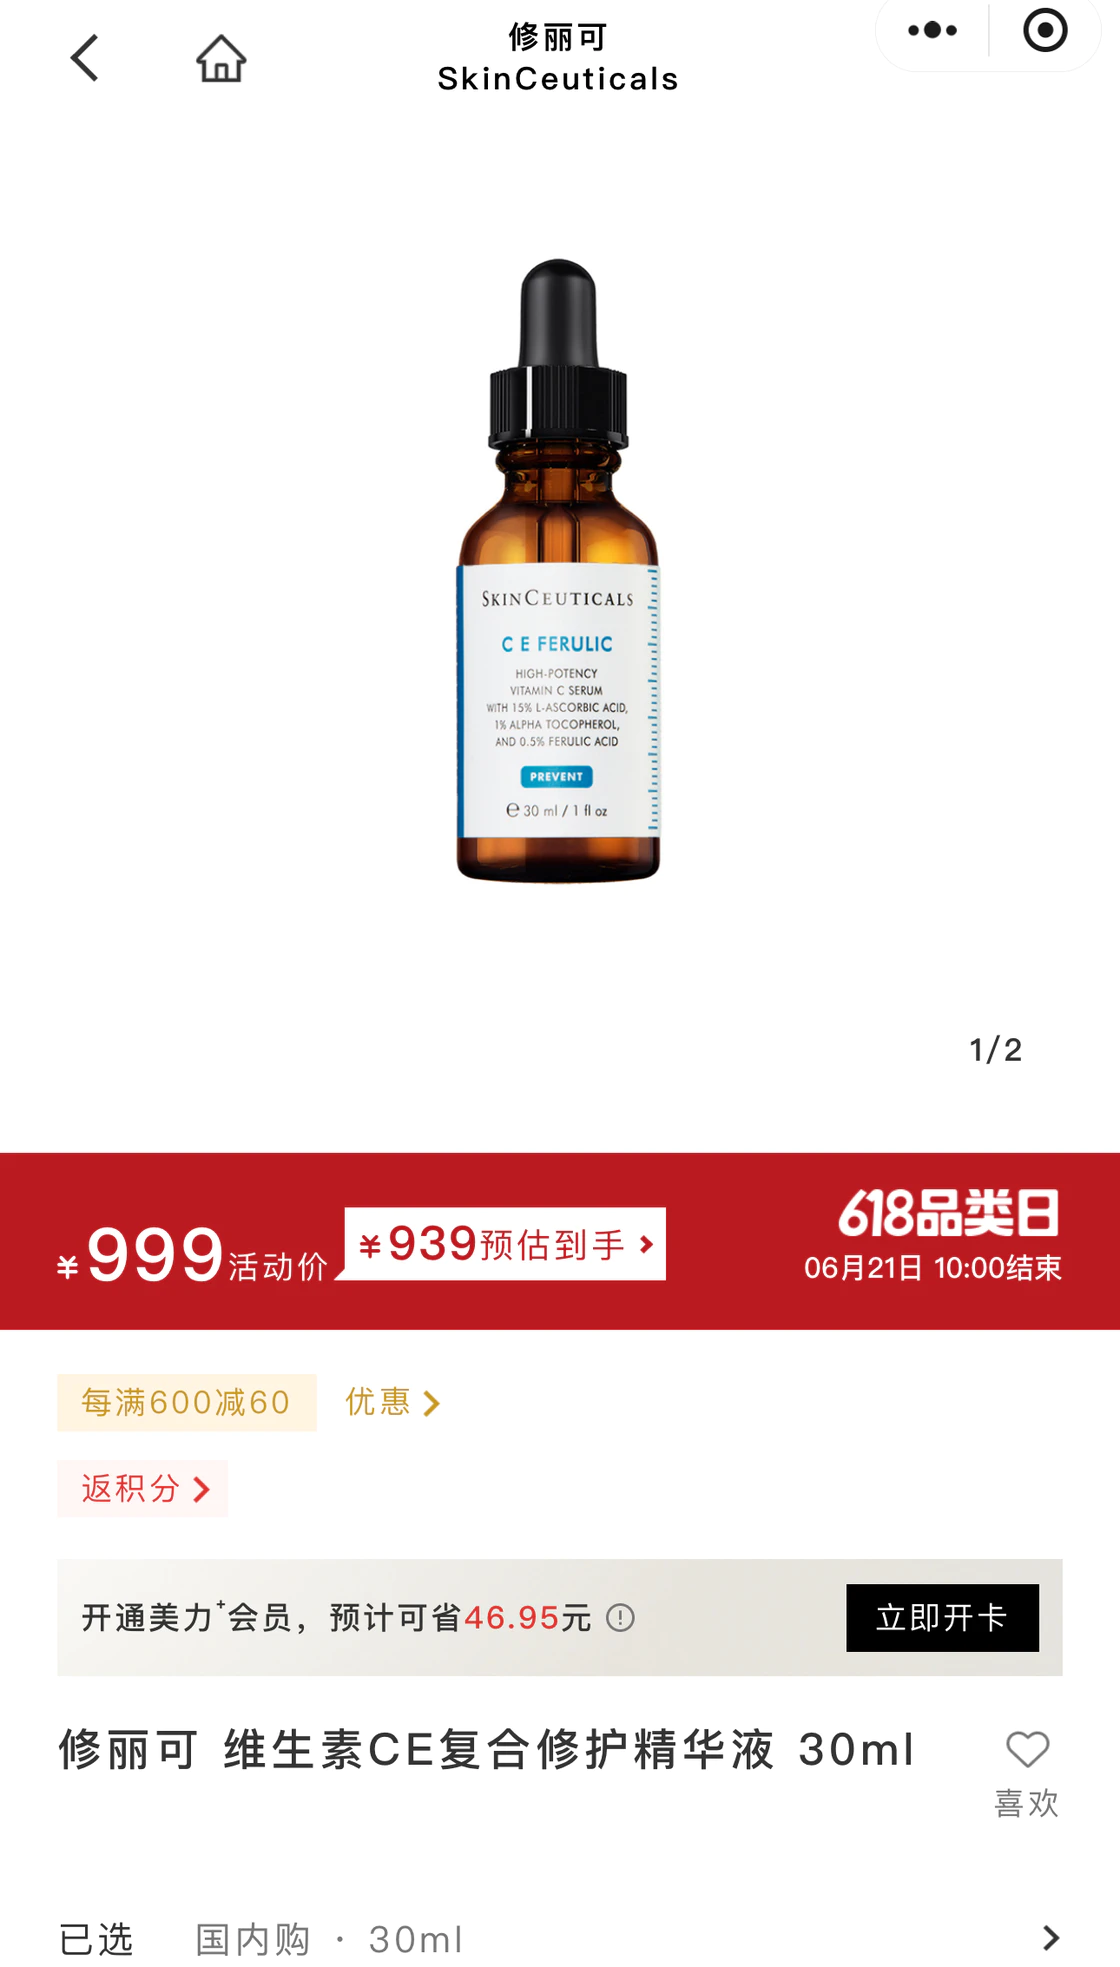 修丽可
SkinCeuticals
SKINCEUTICALS
C E FERULIC
HIGH-POTENCY
VITAMIN C SERUM
WITH 15% L-ASCORBIC ACID,
1% ALPHA TOCOPHEROL,
AND 0.5% FERULIC ACID
PREVENT
℮ 30 ml / 1 fl oz
1/2
¥999活动价 ¥939预估到手
618品类日
06月21日 10:00结束
每满600减60 优惠
返积分
开通美力+会员，预计可省46.95元
立即开卡
修丽可 维生素CE复合修护精华液 30ml
喜欢
已选 国内购 · 30ml